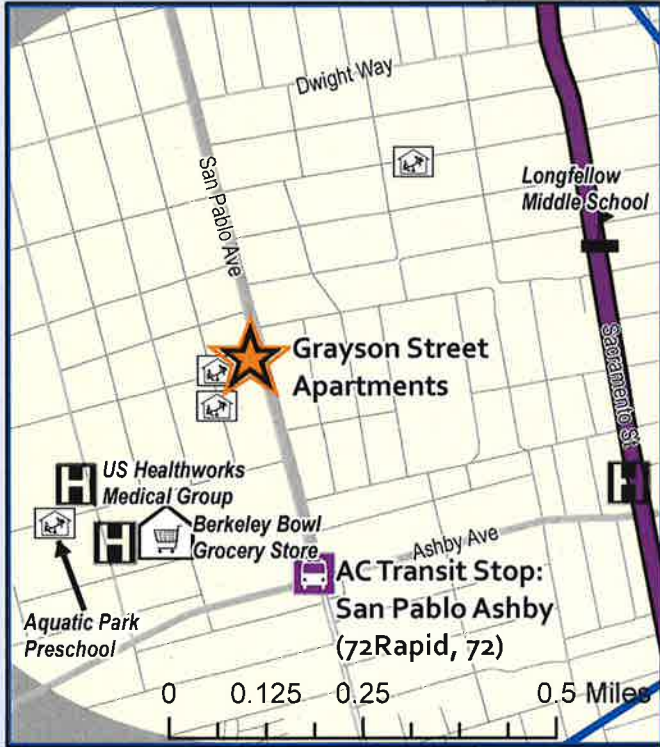 Dwight Way
San Pablo Ave
Longfellow
Middle School
Grayson Street
Apartments
Sacramento St
H
US Healthworks
Medical Group
H
H
Berkeley Bowl
Grocery Store
Ashby Ave
AC Transit Stop:
San Pablo Ashby
(72Rapid, 72)
Aquatic Park
Preschool
0 0.125 0.25 0.5 Miles